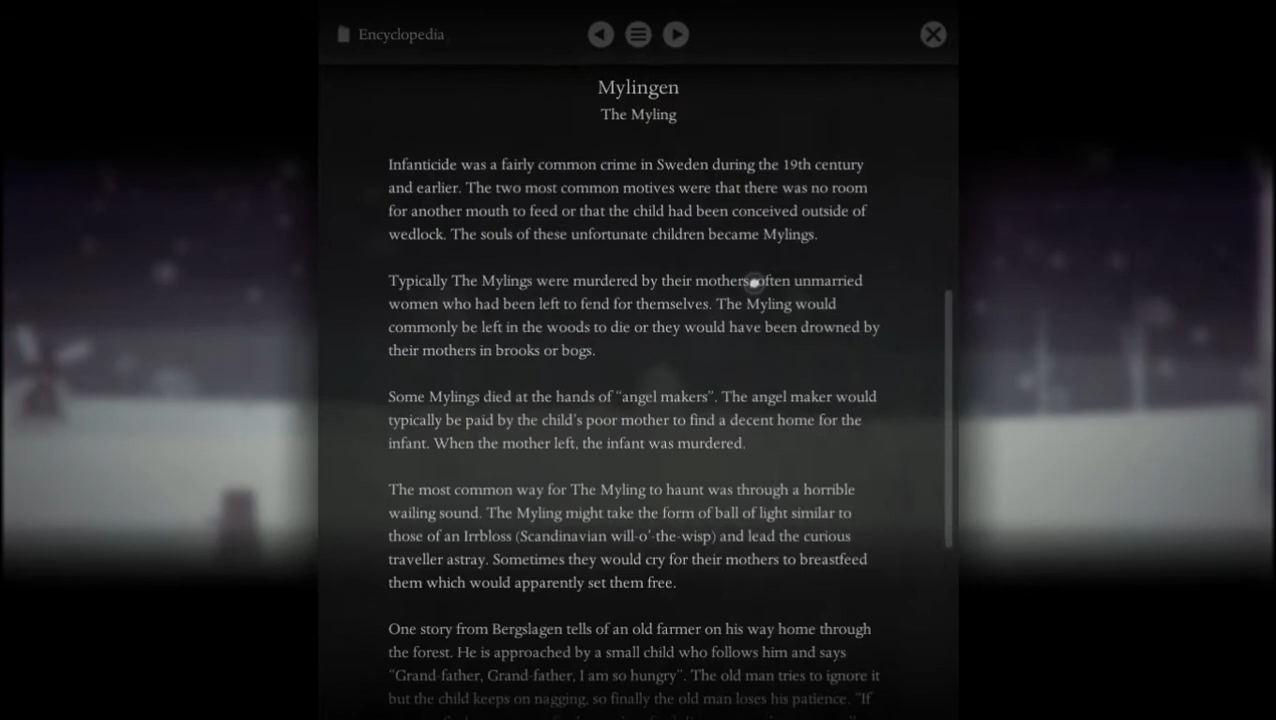 Encyclopedia
Mylingen
The Myling
Infanticide was a fairly common crime in Sweden during the 19th century
and earlier. The two most common motives were that there was no room
for another mouth to feed or that the child had been conceived outside of
wedlock. The souls of these unfortunate children became Mylings.
Typically The Mylings were murdered by their mothers often unmarried
women who had been left to fend for themselves. The Myling would
commonly be left in the woods to die or they would have been drowned by
their mothers in brooks or bogs.
Some Mylings died at the hands of “angel makers”. The angel maker would
typically be paid by the child's poor mother to find a decent home for the
infant. When the mother left, the infant was murdered.
The most common way for The Myling to haunt was through a horrible
wailing sound. The Myling might take the form of ball of light similar to
those of an Irrbloss (Scandinavian will-o'-the-wisp) and lead the curious
traveller astray. Sometimes they would cry for their mothers to breastfeed
them which would apparently set them free.
One story from Bergslagen tells of an old farmer on his way home through
the forest. He is approached by a small child who follows him and says
“Grand-father, Grand-father, I am so hungry”. The old man tries to ignore it
but the child keeps on nagging, so finally the old man loses his patience. “If